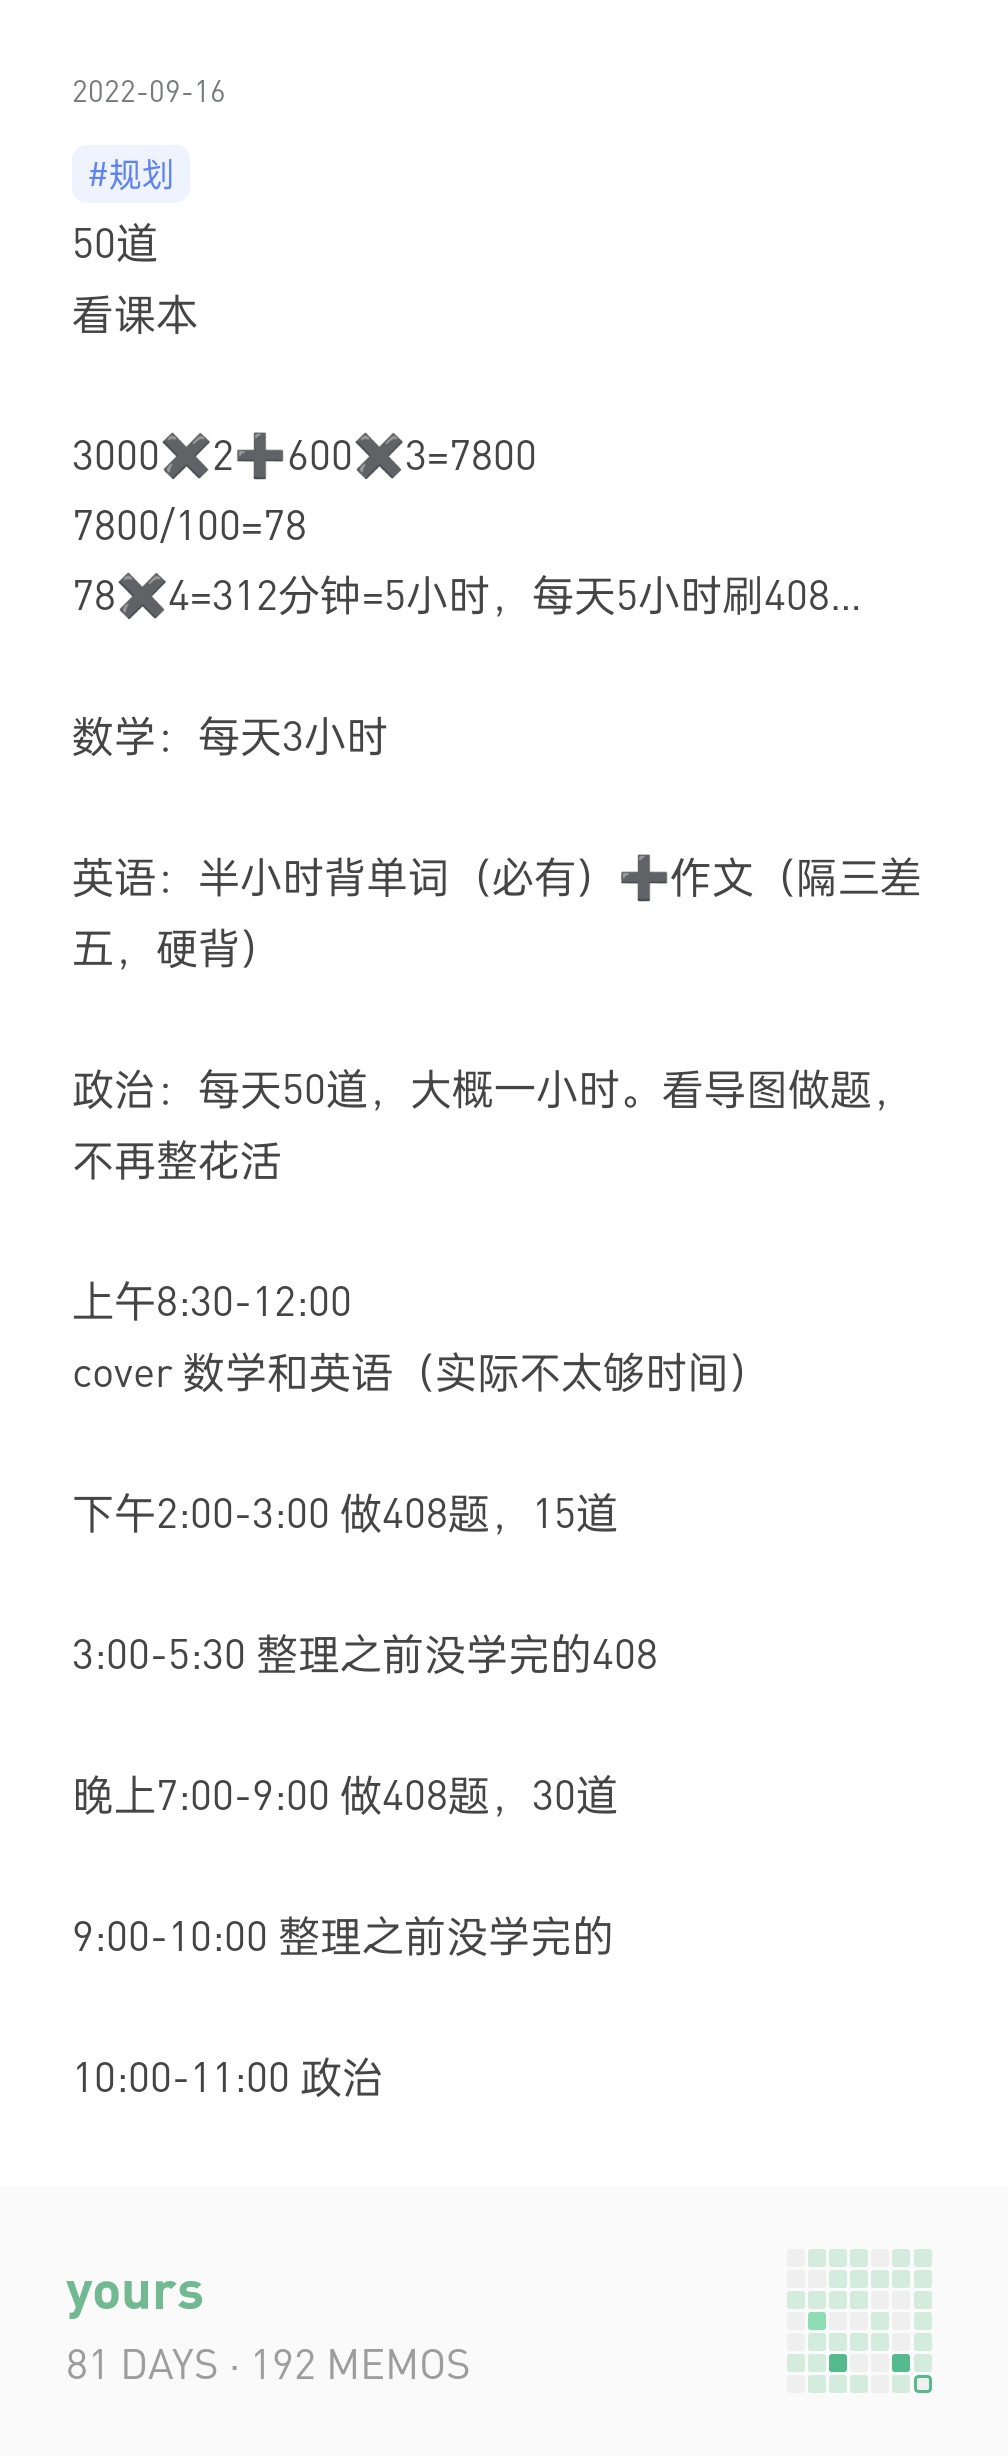 2022-09-16
#规划
50道
看课本
3000✖️2➕600✖️3=7800
7800/100=78
78✖️4=312分钟=5小时，每天5小时刷408...
数学：每天3小时
英语：半小时背单词（必有）➕作文（隔三差
五，硬背）
政治：每天50道，大概一小时。看导图做题，
不再整花活
上午8:30-12:00
cover 数学和英语（实际不太够时间）
下午2:00-3:00 做408题，15道
3:00-5:30 整理之前没学完的408
晚上7:00-9:00 做408题，30道
9:00-10:00 整理之前没学完的
10:00-11:00 政治
yours
81 DAYS · 192 MEMOS